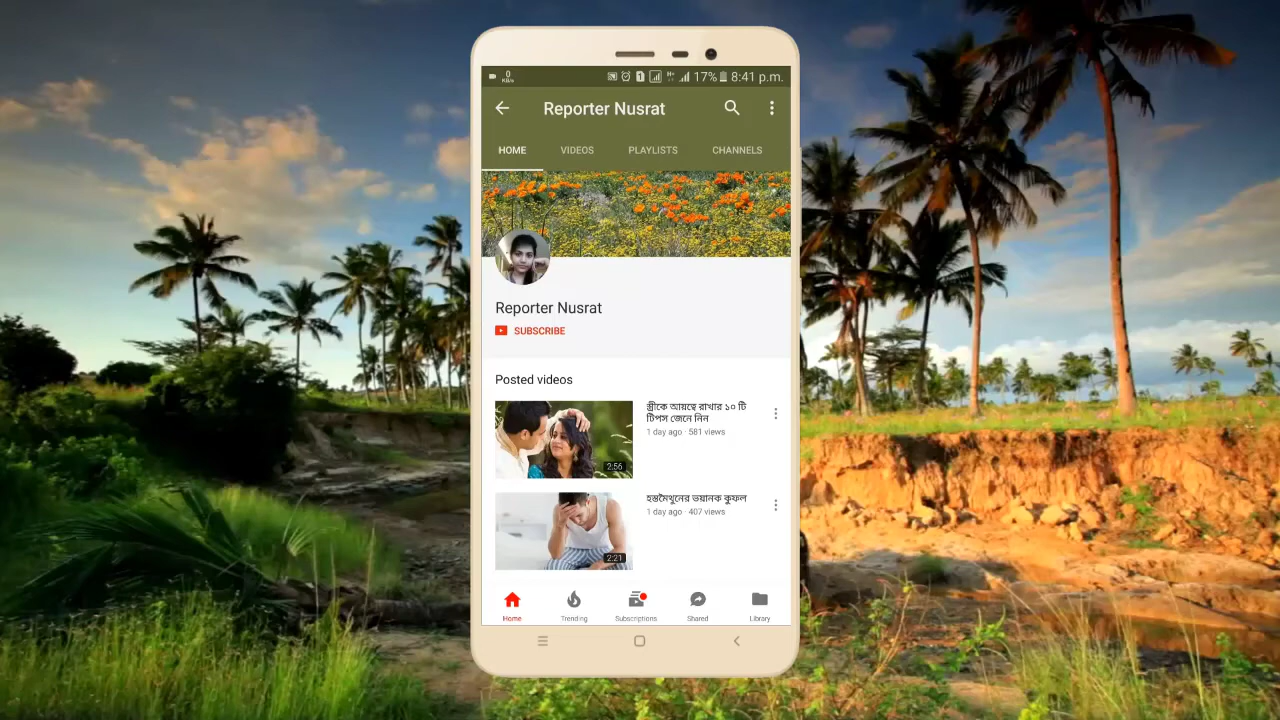 0
KB/s
17% 8:41 p.m.
Reporter Nusrat
HOME VIDEOS PLAYLISTS CHANNELS
Reporter Nusrat
SUBSCRIBE
Posted videos
স্ত্রীকে আয়ত্বে রাখার ১০ টি
টিপস জেনে নিন
1 day ago · 581 views
2:56
হস্তমৈথুনের ভয়ানক কুফল
1 day ago · 407 views
2:21
Home Trending Subscriptions Shared Library